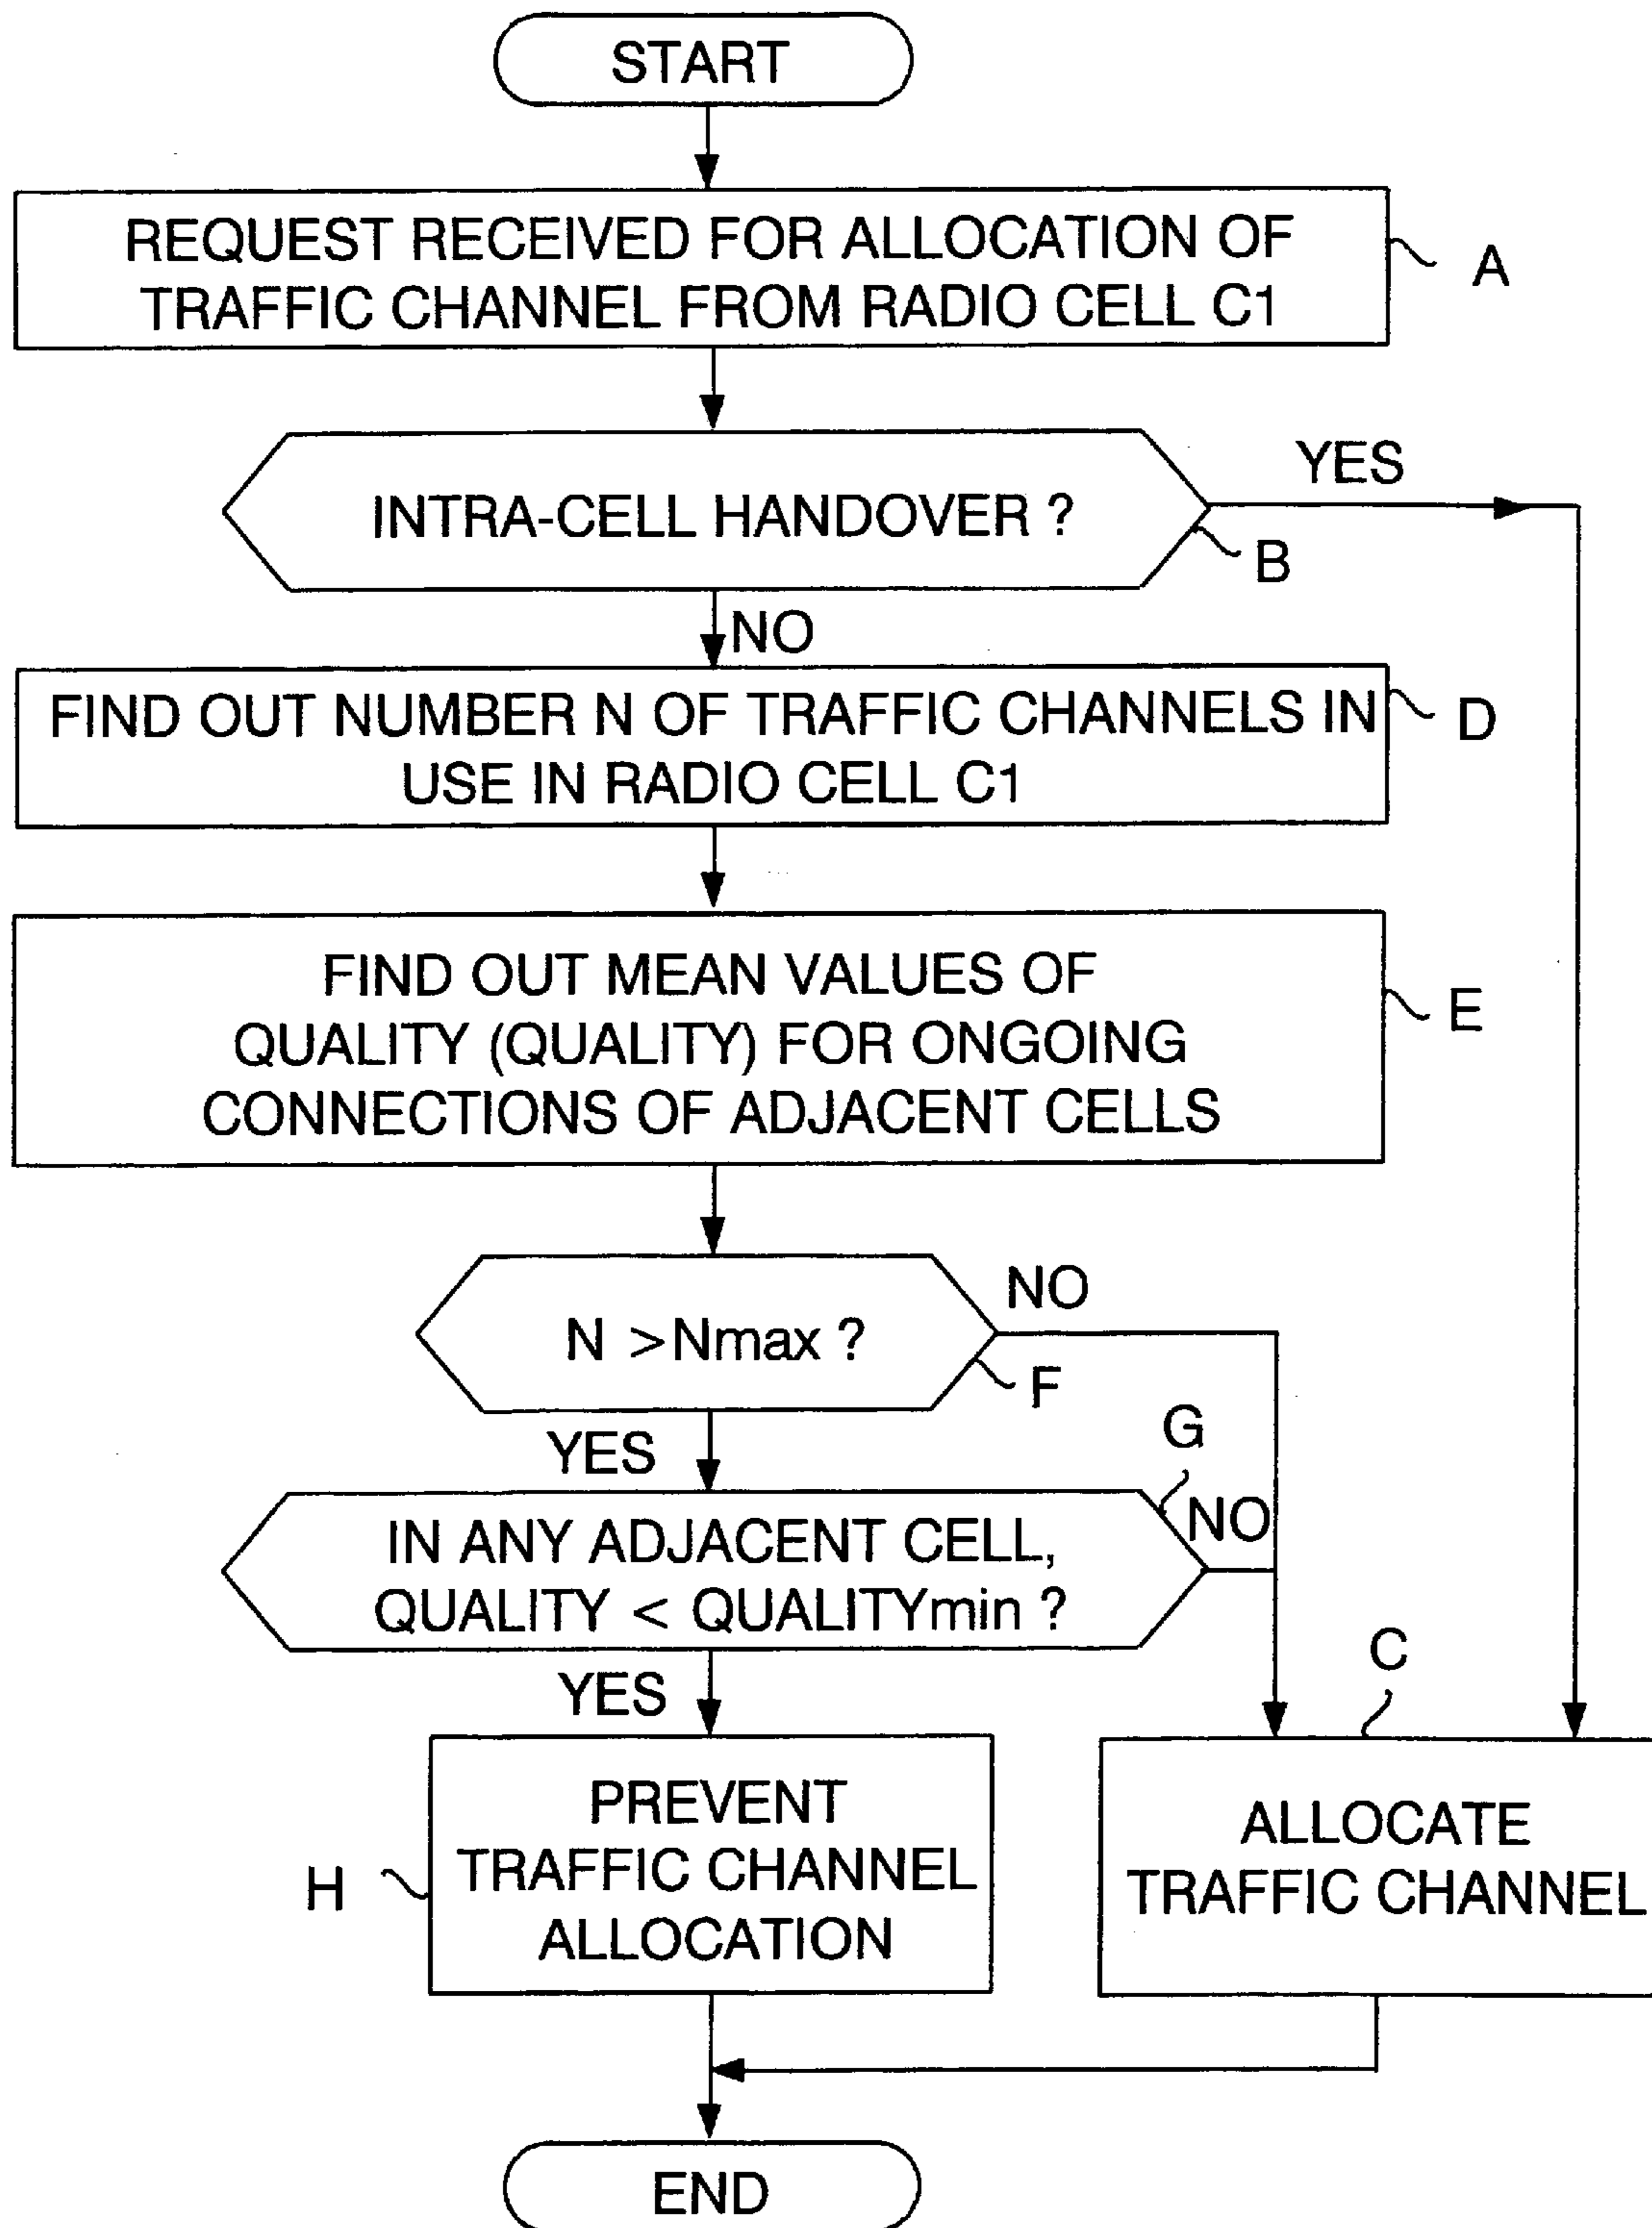 START
REQUEST RECEIVED FOR ALLOCATION OF
TRAFFIC CHANNEL FROM RADIO CELL C1
A
YES
INTRA-CELL HANDOVER ?
B
NO
FIND OUT NUMBER N OF TRAFFIC CHANNELS IN
USE IN RADIO CELL C1
D
FIND OUT MEAN VALUES OF
QUALITY (QUALITY) FOR ONGOING
CONNECTIONS OF ADJACENT CELLS
E
NO
N >Nmax ?
F
YES
G
NO
IN ANY ADJACENT CELL,
QUALITY < QUALITYmin ?
YES
C
PREVENT
TRAFFIC CHANNEL
ALLOCATION
H
ALLOCATE
TRAFFIC CHANNEL
END